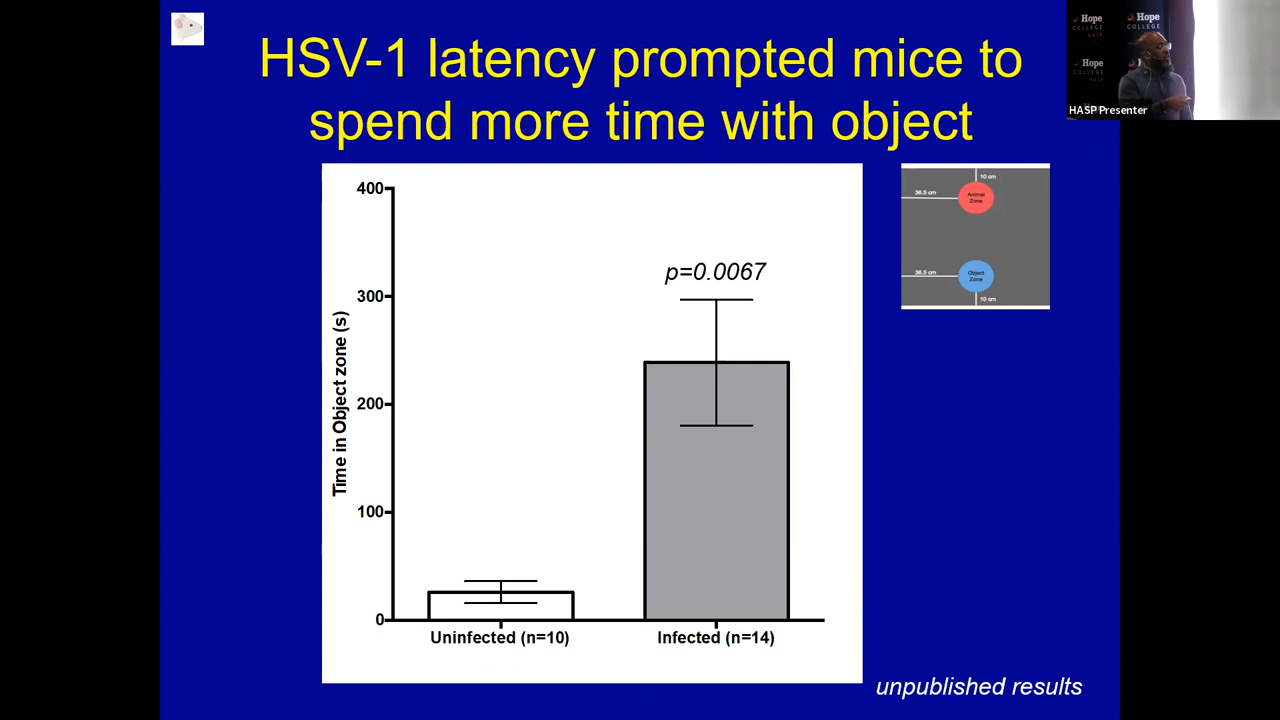 HSV-1 latency prompted mice to
spend more time with object
Hope
COLLEGE
HASP
Hope
COLLEGE
Hope
COLLEGE
HASP
HASP Presenter
400
300
200
100
0
Time in Object zone (s)
p=0.0067
Uninfected (n=10)
Infected (n=14)
10 cm
36.5 cm
Animal
Zone
36.5 cm
Object
Zone
10 cm
unpublished results